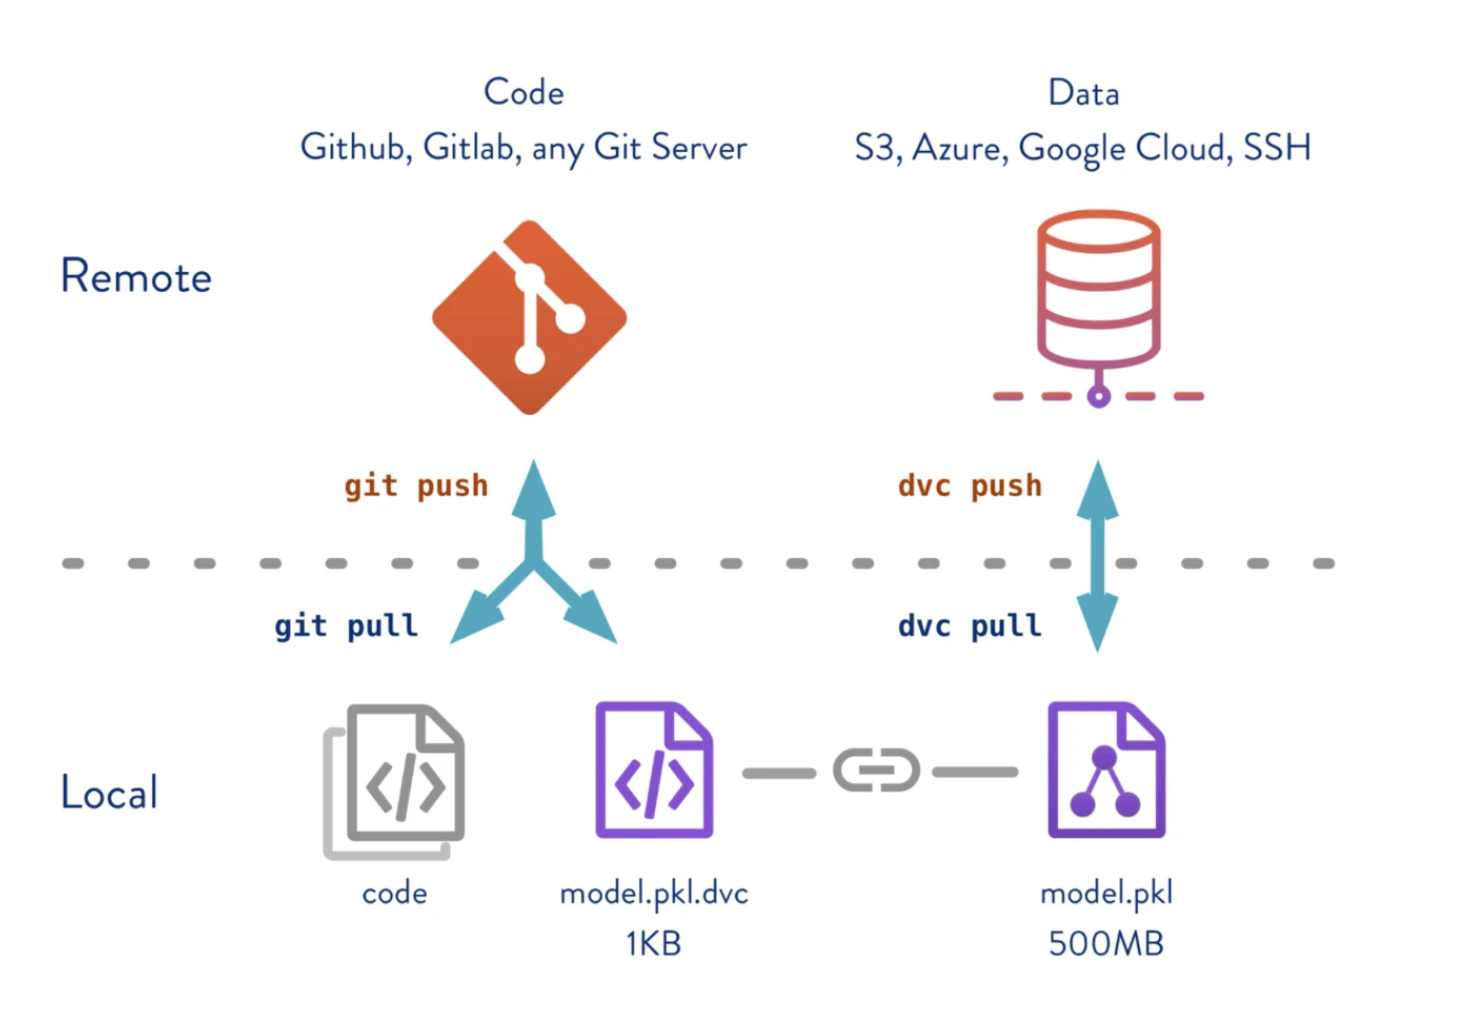 Code
Github, Gitlab, any Git Server
Data
S3, Azure, Google Cloud, SSH
Remote
git push
dvc push
git pull
dvc pull
Local
code
model.pkl.dvc
1KB
model.pkl
500MB